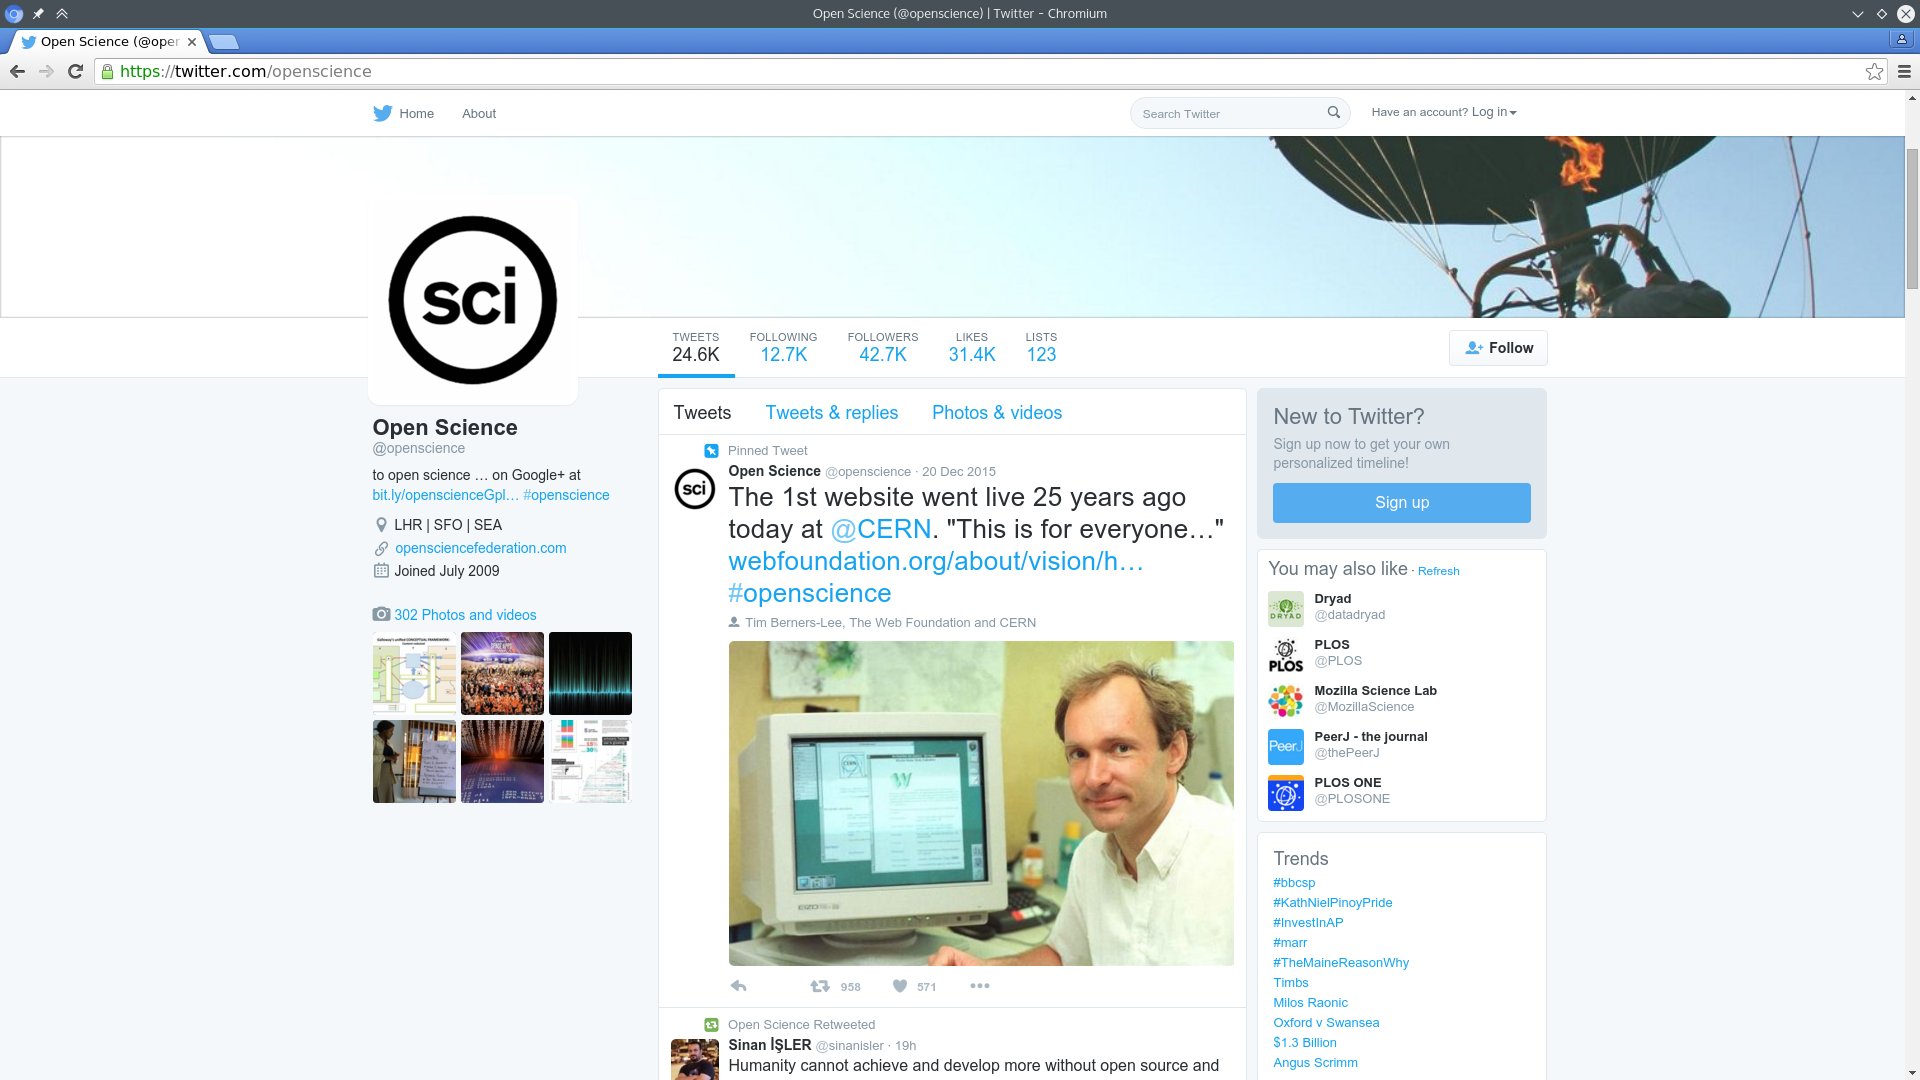 Open Science (@openscience) | Twitter - Chromium
Open Science (@oper
https://twitter.com/openscience
Home
About
Search Twitter
Have an account? Log in
sci
TWEETS
24.6K
FOLLOWING
12.7K
FOLLOWERS
42.7K
LIKES
31.4K
LISTS
123
Follow
Open Science
@openscience
to open science … on Google+ at
bit.ly/openscienceGpl… #openscience
LHR | SFO | SEA
opensciencefederation.com
Joined July 2009
302 Photos and videos
Tweets
Tweets & replies
Photos & videos
Pinned Tweet
sci
Open Science @openscience · 20 Dec 2015
The 1st website went live 25 years ago
today at @CERN. "This is for everyone…"
webfoundation.org/about/vision/h…
#openscience
Tim Berners-Lee, The Web Foundation and CERN
CERN
W
EIZO
958
571
Open Science Retweeted
Sinan İŞLER @sinanisler · 19h
Humanity cannot achieve and develop more without open source and
New to Twitter?
Sign up now to get your own
personalized timeline!
Sign up
You may also like · Refresh
DRYAD
Dryad
@datadryad
PLOS
PLOS
@PLOS
Mozilla Science Lab
@MozillaScience
PeerJ
PeerJ - the journal
@thePeerJ
PLOS ONE
@PLOSONE
Trends
#bbcsp
#KathNielPinoyPride
#InvestInAP
#marr
#TheMaineReasonWhy
Timbs
Milos Raonic
Oxford v Swansea
$1.3 Billion
Angus Scrimm